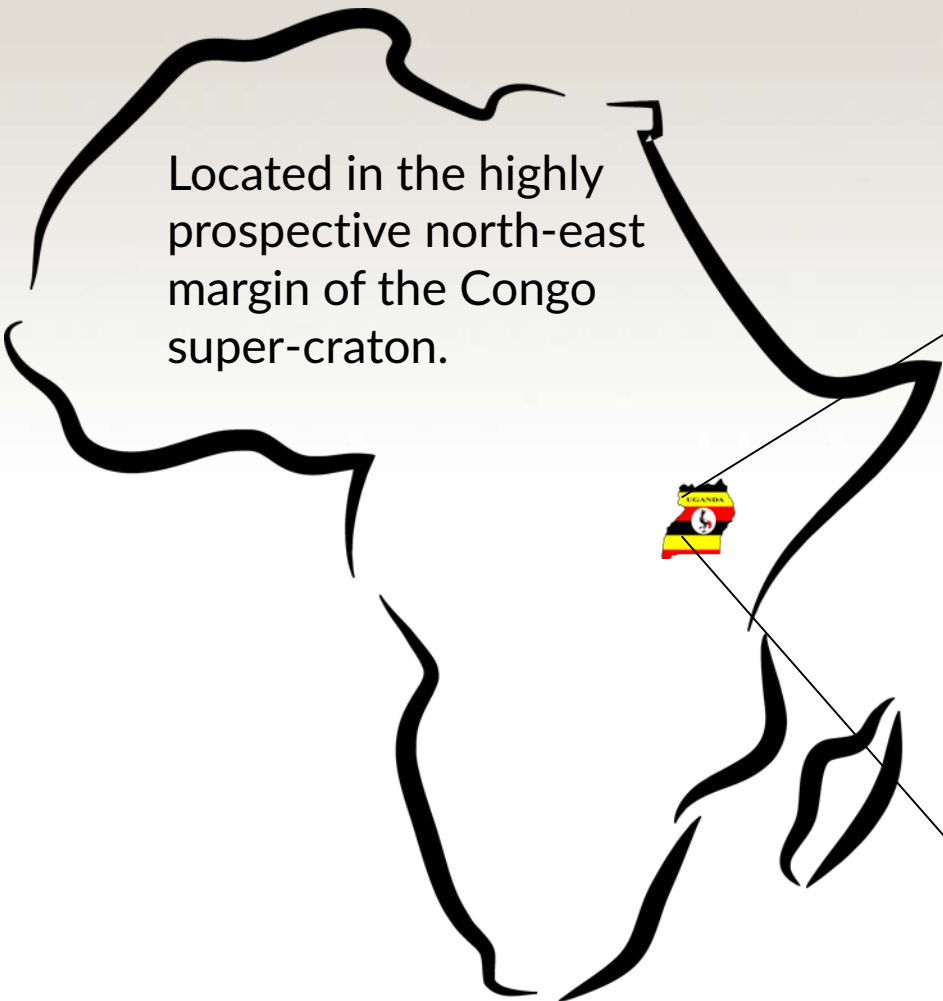 Located in the highly
prospective north-east
margin of the Congo
super-craton.
UGANDA